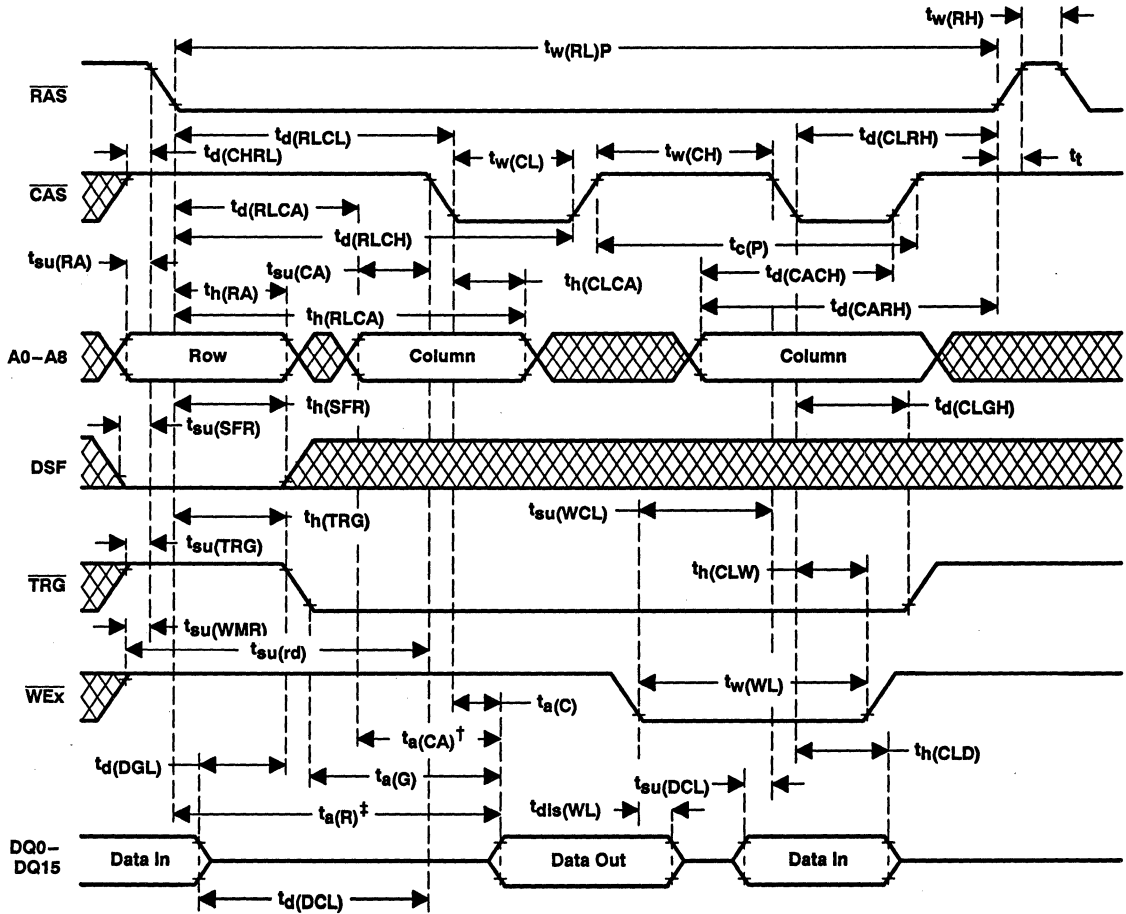 tw(RH)
tw(RL)P
RAS
td(RLCL)
td(CLRH)
td(CHRL)
tw(CL)
tw(CH)
tt
CAS
td(RLCA)
td(RLCH)
tc(P)
tsu(RA)
tsu(CA)
td(CACH)
th(RA)
th(CLCA)
th(RLCA)
td(CARH)
A0–A8
Row
Column
Column
th(SFR)
td(CLGH)
tsu(SFR)
DSF
th(TRG)
tsu(WCL)
tsu(TRG)
th(CLW)
TRG
tsu(WMR)
tsu(rd)
WEx
tw(WL)
ta(C)
ta(CA)†
th(CLD)
td(DGL)
ta(G)
tsu(DCL)
ta(R)‡
tdis(WL)
DQ0–
DQ15
Data In
Data Out
Data In
td(DCL)